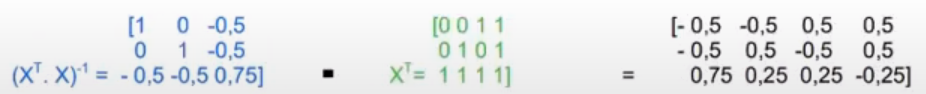 [1 0 -0,5 [0 0 1 1 [- 0,5 -0,5 0,5 0,5
0 1 -0,5 0 1 0 1 - 0,5 0,5 -0,5 0,5
(Xᵀ. X)⁻¹ = - 0,5 -0,5 0,75] ▪ Xᵀ= 1 1 1 1] = 0,75 0,25 0,25 -0,25]